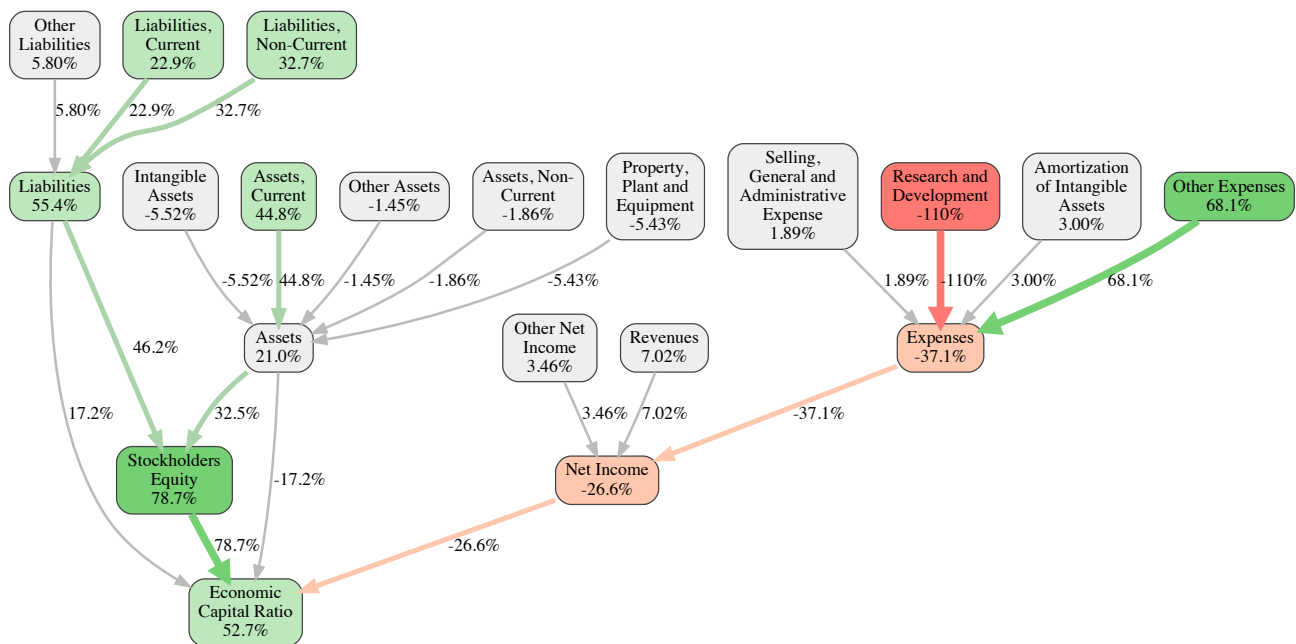 Other
Liabilities
5.80%
Liabilities,
Current
22.9%
Liabilities,
Non-Current
32.7%
5.80%
22.9%
32.7%
Liabilities
55.4%
Intangible
Assets
-5.52%
Assets,
Current
44.8%
Other Assets
-1.45%
Assets, Non-
Current
-1.86%
Property,
Plant and
Equipment
-5.43%
Selling,
General and
Administrative
Expense
1.89%
Research and
Development
-110%
Amortization
of Intangible
Assets
3.00%
Other Expenses
68.1%
-5.52%
44.8%
-1.45%
-1.86%
-5.43%
1.89%
-110%
3.00%
68.1%
Assets
21.0%
Other Net
Income
3.46%
Revenues
7.02%
Expenses
-37.1%
46.2%
17.2%
32.5%
3.46%
7.02%
-37.1%
Stockholders
Equity
78.7%
-17.2%
Net Income
-26.6%
78.7%
-26.6%
Economic
Capital Ratio
52.7%